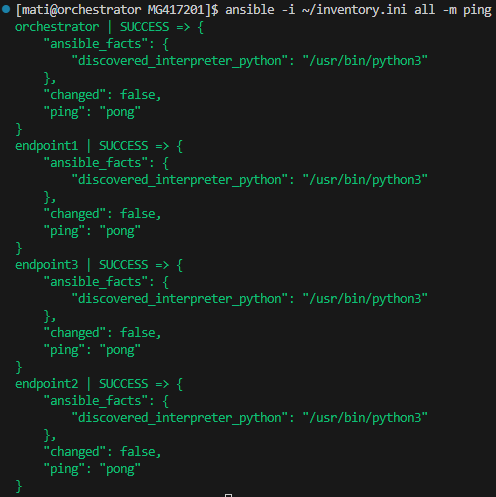 [mati@orchestrator MG417201]$ ansible -i ~/inventory.ini all -m ping
orchestrator | SUCCESS => {
    "ansible_facts": {
        "discovered_interpreter_python": "/usr/bin/python3"
    },
    "changed": false,
    "ping": "pong"
}
endpoint1 | SUCCESS => {
    "ansible_facts": {
        "discovered_interpreter_python": "/usr/bin/python3"
    },
    "changed": false,
    "ping": "pong"
}
endpoint3 | SUCCESS => {
    "ansible_facts": {
        "discovered_interpreter_python": "/usr/bin/python3"
    },
    "changed": false,
    "ping": "pong"
}
endpoint2 | SUCCESS => {
    "ansible_facts": {
        "discovered_interpreter_python": "/usr/bin/python3"
    },
    "changed": false,
    "ping": "pong"
}